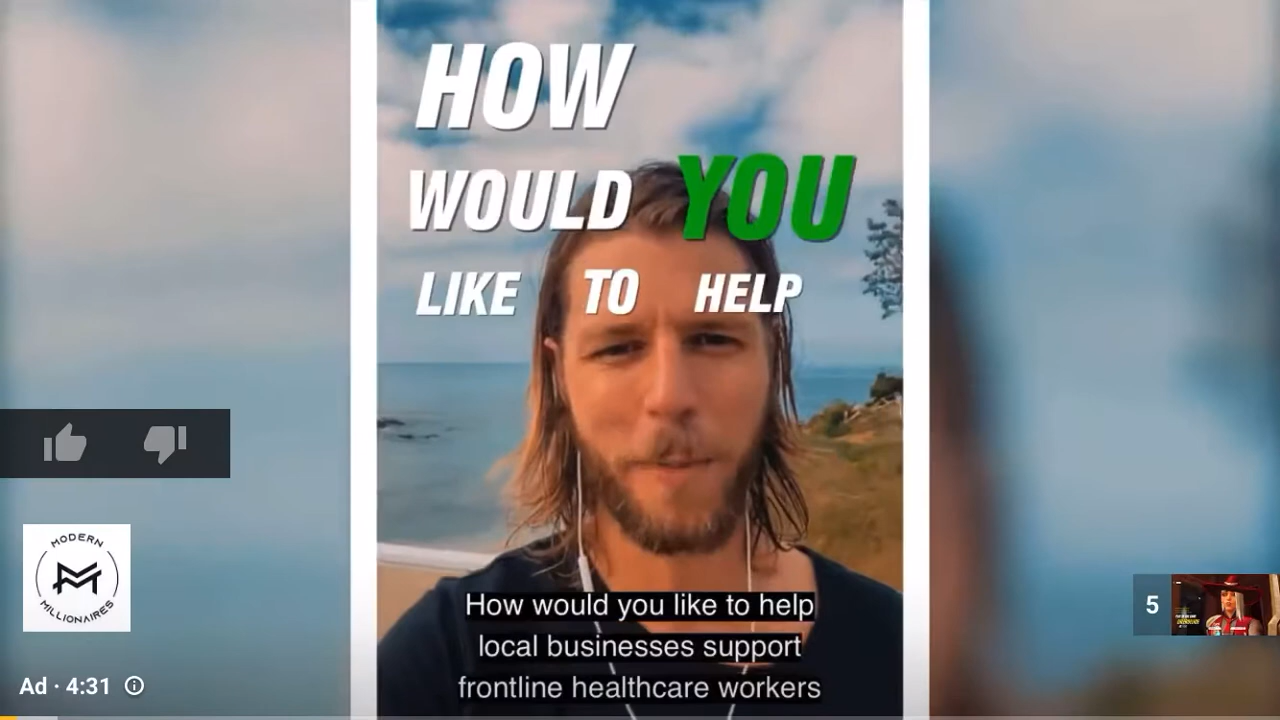 HOW
WOULD YOU
LIKE TO HELP
MODERN
MILLIONAIRES
How would you like to help
local businesses support
frontline healthcare workers
5
Ad · 4:31